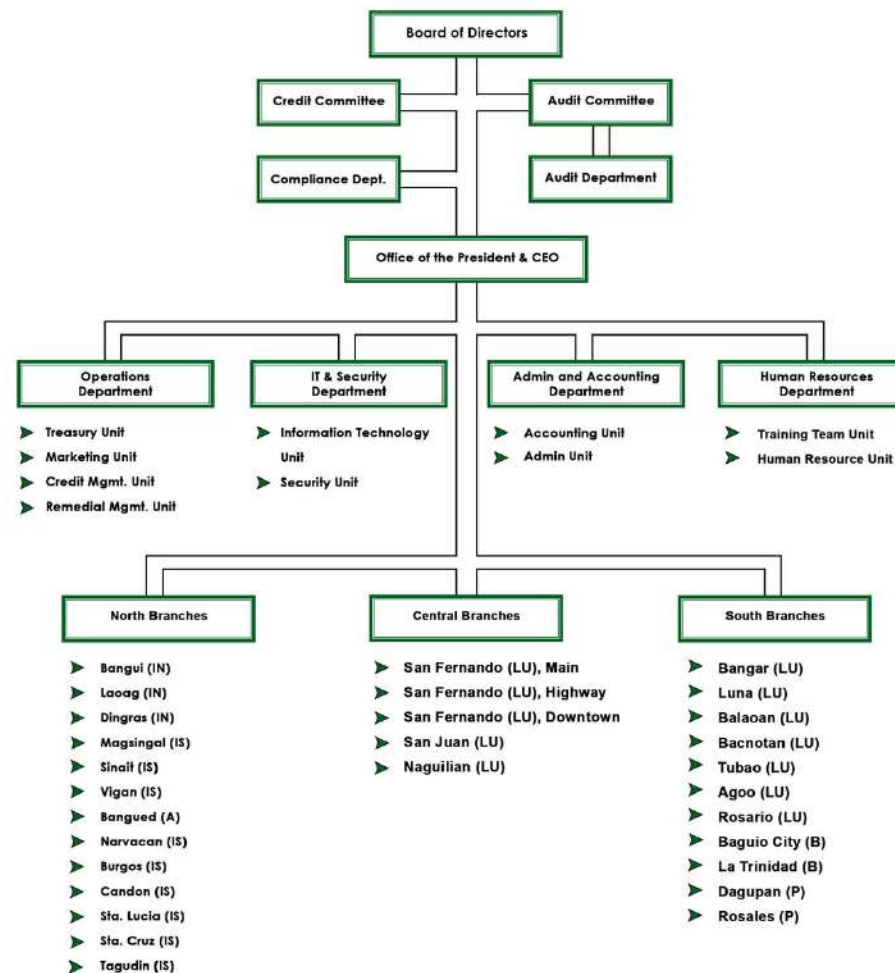 Board of Directors
Credit Committee
Audit Committee
Compliance Dept.
Audit Department
Office of the President & CEO
Operations
Department
IT & Security
Department
Admin and Accounting
Department
Human Resources
Department
Treasury Unit
Marketing Unit
Credit Mgmt. Unit
Remedial Mgmt. Unit
Information Technology
Unit
Security Unit
Accounting Unit
Admin Unit
Training Team Unit
Human Resource Unit
North Branches
Central Branches
South Branches
Bangui (IN)
Laoag (IN)
Dingras (IN)
Magsingal (IS)
Sinait (IS)
Vigan (IS)
Bangued (A)
Narvacan (IS)
Burgos (IS)
Candon (IS)
Sta. Lucia (IS)
Sta. Cruz (IS)
Tagudin (IS)
San Fernando (LU), Main
San Fernando (LU), Highway
San Fernando (LU), Downtown
San Juan (LU)
Naguilian (LU)
Bangar (LU)
Luna (LU)
Balaoan (LU)
Bacnotan (LU)
Tubao (LU)
Agoo (LU)
Rosario (LU)
Baguio City (B)
La Trinidad (B)
Dagupan (P)
Rosales (P)